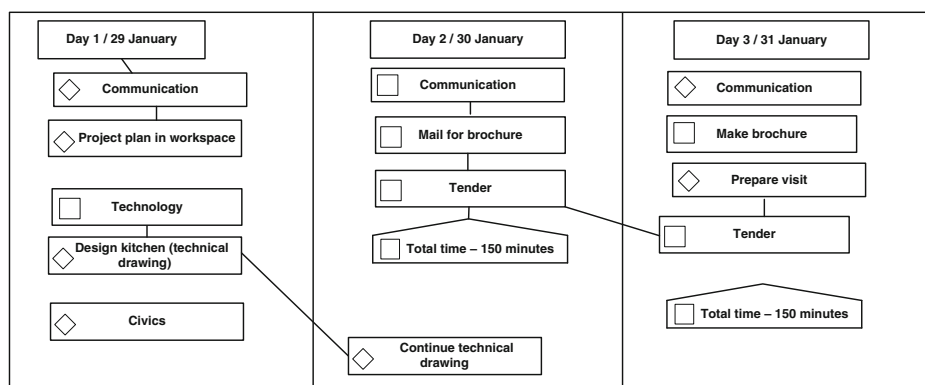 Day 1 / 29 January
Communication
Project plan in workspace
Technology
Design kitchen (technical
drawing)
Civics
Day 2 / 30 January
Communication
Mail for brochure
Tender
Total time – 150 minutes
Continue technical
drawing
Day 3 / 31 January
Communication
Make brochure
Prepare visit
Tender
Total time – 150 minutes